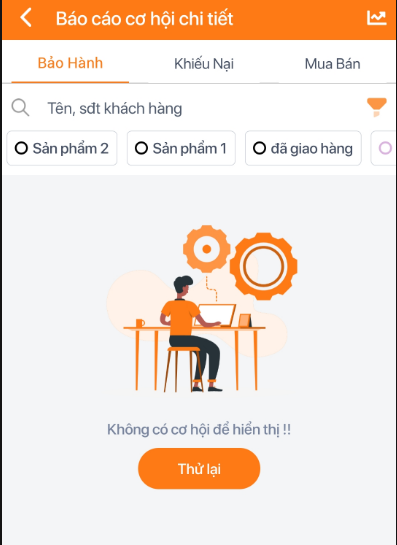 Báo cáo cơ hội chi tiết
Bảo Hành Khiếu Nại Mua Bán
Tên, sđt khách hàng
Sản phẩm 2 Sản phẩm 1 đã giao hàng
Không có cơ hội để hiển thị !!
Thử lại